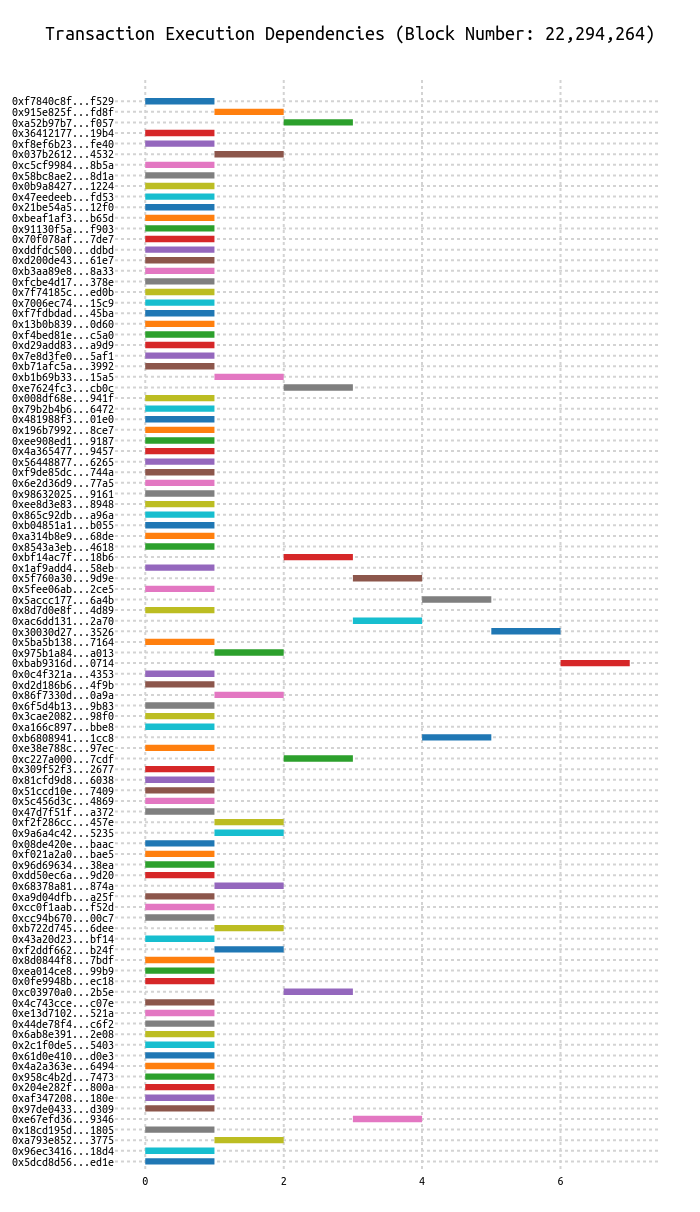 Transaction Execution Dependencies (Block Number: 22,294,264)
0xf7840c8f...f529
0x915e825f...fd8f
0xa52b97b7...f057
0x36412177...19b4
0xf8ef6b23...fe40
0x037b2612...4532
0xc5cf9984...8b5a
0x58bc8ae2...8d1a
0x0b9a8427...1224
0x47eedeeb...fd53
0x21be54a5...12f0
0xbeaf1af3...b65d
0x91130f5a...f903
0x70f078af...7de7
0xddfdc500...ddbd
0xd200de43...61e7
0xb3aa89e8...8a33
0xfcbe4d17...378e
0x7f74185c...ed0b
0x7006ec74...15c9
0xf7fdbdad...45ba
0x13b0b839...0d60
0xf4bed81e...c5a0
0xd29add83...a9d9
0x7e8d3fe0...5af1
0xb71afc5a...3992
0xb1b69b33...15a5
0xe7624fc3...cb0c
0x008df68e...941f
0x79b2b4b6...6472
0x481988f3...01e0
0x196b7992...8ce7
0xee908ed1...9187
0x4a365477...9457
0x56448877...6265
0xf9de85dc...744a
0x6e2d36d9...77a5
0x98632025...9161
0xee8d3e83...8948
0x865c92db...a96a
0xb04851a1...b055
0xa314b8e9...68de
0x8543a3eb...4618
0xbf14ac7f...18b6
0x1af9add4...58eb
0x5f760a30...9d9e
0x5fee06ab...2ce5
0x5accc177...6a4b
0x8d7d0e8f...4d89
0xac6dd131...2a70
0x30030d27...3526
0x5ba5b138...7164
0x975b1a84...a013
0xbab9316d...0714
0x0c4f321a...4353
0xd2d186b6...4f9b
0x86f7330d...0a9a
0x6f5d4b13...9b83
0x3cae2082...98f0
0xa166c897...bbe8
0xb6808941...1cc8
0xe38e788c...97ec
0xc227a000...7cdf
0x309f52f3...2677
0x81cfd9d8...6038
0x51ccd10e...7409
0x5c456d3c...4869
0x47d7f51f...a372
0xf2f286cc...457e
0x9a6a4c42...5235
0x08de420e...baac
0xf021a2a0...bae5
0x96d69634...38ea
0xdd50ec6a...9d20
0x68378a81...874a
0xa9d04dfb...a25f
0xcc0f1aab...f52d
0xcc94b670...00c7
0xb722d745...6dee
0x43a20d23...bf14
0xf2ddf662...b24f
0x8d0844f8...7bdf
0xea014ce8...99b9
0x0fe9948b...ec18
0xc03970a0...2b5e
0x4c743cce...c07e
0xe13d7102...521a
0x44de78f4...c6f2
0x6ab8e391...2e08
0x2c1f0de5...5403
0x61d0e410...d0e3
0x4a2a363e...6494
0x958c4b2d...7473
0x204e282f...800a
0xaf347208...180e
0x97de0433...d309
0xe67efd36...9346
0x18cd195d...1805
0xa793e852...3775
0x96ec3416...18d4
0x5dcd8d56...ed1e
0 2 4 6